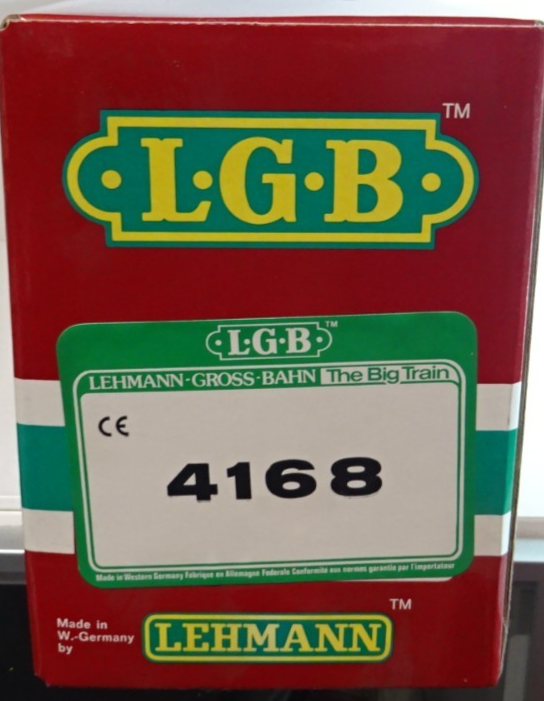 TM
·L·G·B·
·L·G·B· TM
LEHMANN·GROSS·BAHN The Big Train
CE
4168
Made in Western Germany Fabriqué en Allemagne Federale Conformite aux normes garantie par l'importateur
TM
Made in
W.-Germany
by
LEHMANN